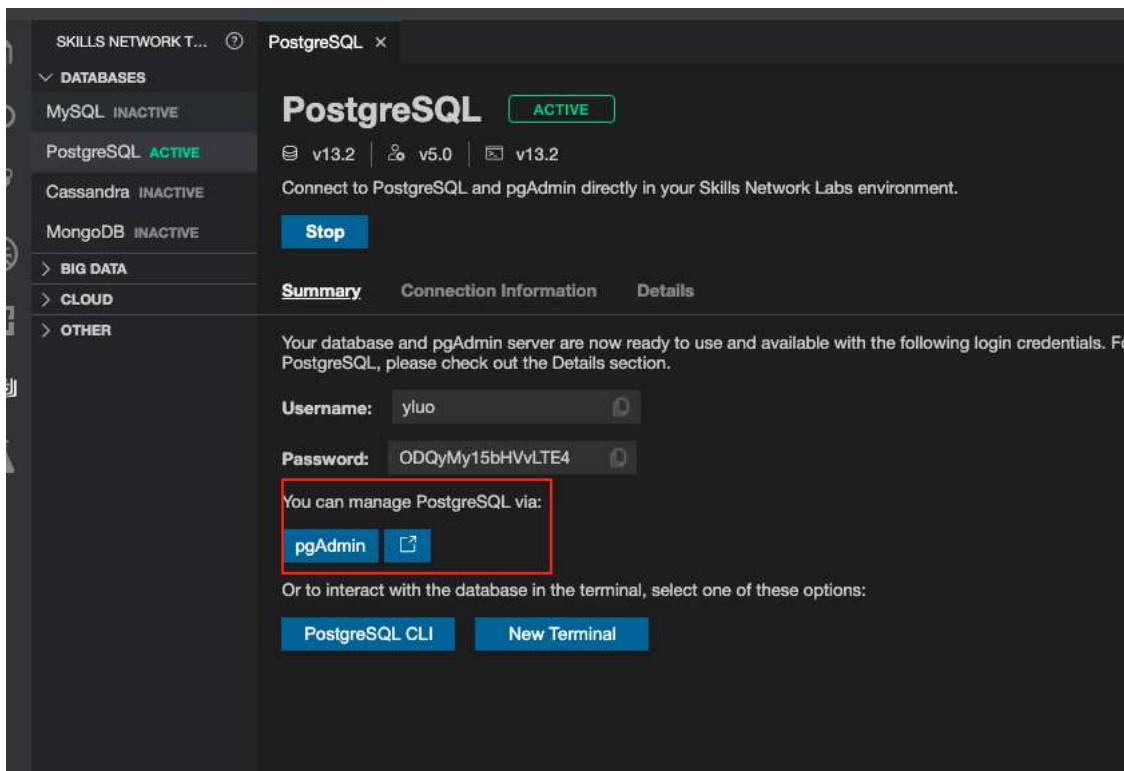 SKILLS NETWORK T...
PostgreSQL ×
DATABASES
MySQL INACTIVE
PostgreSQL ACTIVE
Cassandra INACTIVE
MongoDB INACTIVE
BIG DATA
CLOUD
OTHER
PostgreSQL ACTIVE
v13.2 v5.0 v13.2
Connect to PostgreSQL and pgAdmin directly in your Skills Network Labs environment.
Stop
Summary Connection Information Details
Your database and pgAdmin server are now ready to use and available with the following login credentials.
PostgreSQL, please check out the Details section.
Username: yluo
Password: ODQyMy15bHVvLTE4
You can manage PostgreSQL via:
pgAdmin
Or to interact with the database in the terminal, select one of these options:
PostgreSQL CLI New Terminal